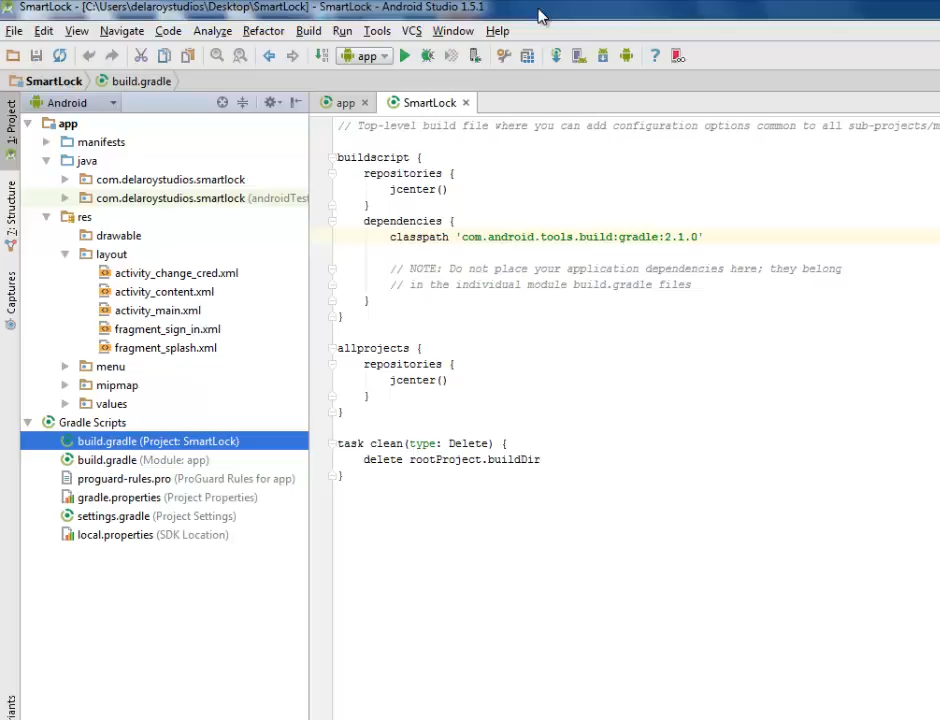 SmartLock - [C:\Users\delaroystudios\Desktop\SmartLock] - SmartLock - Android Studio 1.5.1
File Edit View Navigate Code Analyze Refactor Build Run Tools VCS Window Help
app
SmartLock build.gradle
Android
app SmartLock
1: Project
7: Structure
Captures
app
manifests
java
com.delaroystudios.smartlock
com.delaroystudios.smartlock (androidTes
res
drawable
layout
activity_change_cred.xml
activity_content.xml
activity_main.xml
fragment_sign_in.xml
fragment_splash.xml
menu
mipmap
values
Gradle Scripts
build.gradle (Project: SmartLock)
build.gradle (Module: app)
proguard-rules.pro (ProGuard Rules for app)
gradle.properties (Project Properties)
settings.gradle (Project Settings)
local.properties (SDK Location)
// Top-level build file where you can add configuration options common to all sub-projects/m
buildscript {
repositories {
jcenter()
}
dependencies {
classpath 'com.android.tools.build:gradle:2.1.0'
// NOTE: Do not place your application dependencies here; they belong
// in the individual module build.gradle files
}
}
allprojects {
repositories {
jcenter()
}
}
task clean(type: Delete) {
delete rootProject.buildDir
}